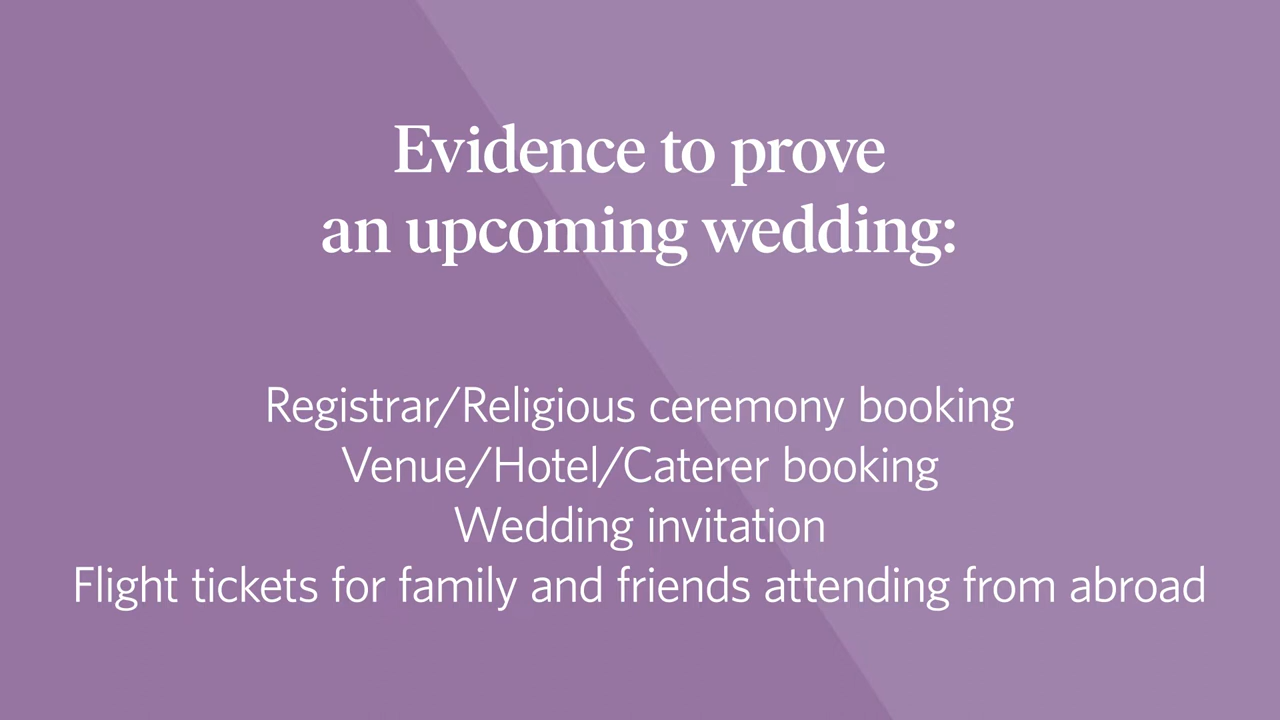 Evidence to prove
an upcoming wedding:
Registrar/Religious ceremony booking
Venue/Hotel/Caterer booking
Wedding invitation
Flight tickets for family and friends attending from abroad